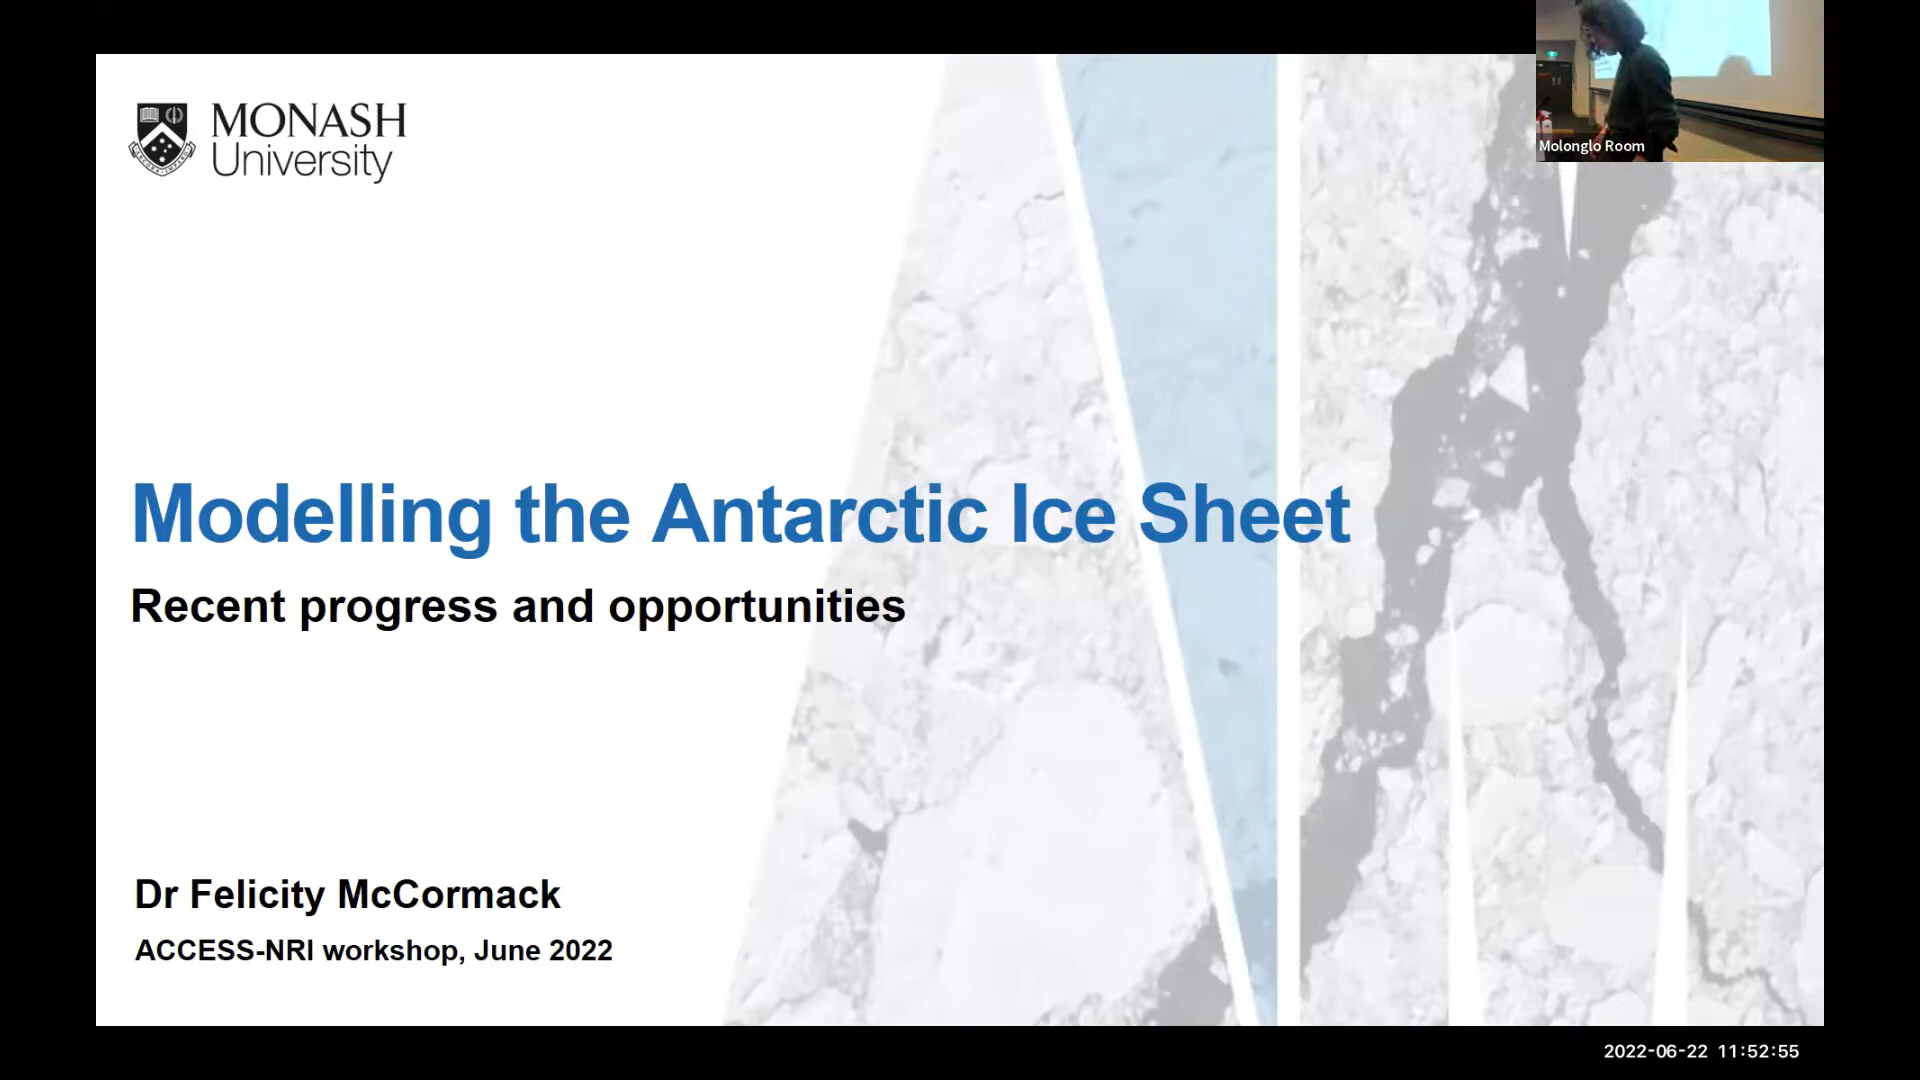 MONASH
University
Molonglo Room
Modelling the Antarctic Ice Sheet
Recent progress and opportunities
Dr Felicity McCormack
ACCESS-NRI workshop, June 2022
2022-06-22 11:52:55